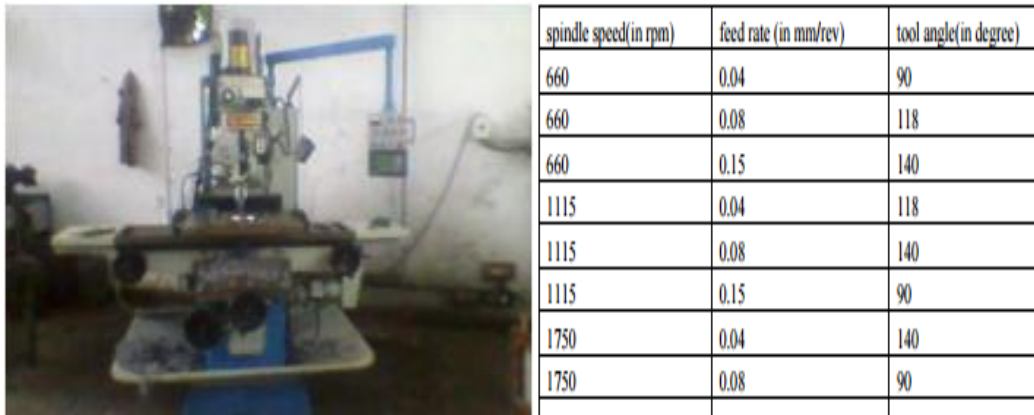 spindle speed(in rpm) feed rate (in mm/rev) tool angle(in degree)
660 0.04 90
660 0.08 118
660 0.15 140
1115 0.04 118
1115 0.08 140
1115 0.15 90
1750 0.04 140
1750 0.08 90